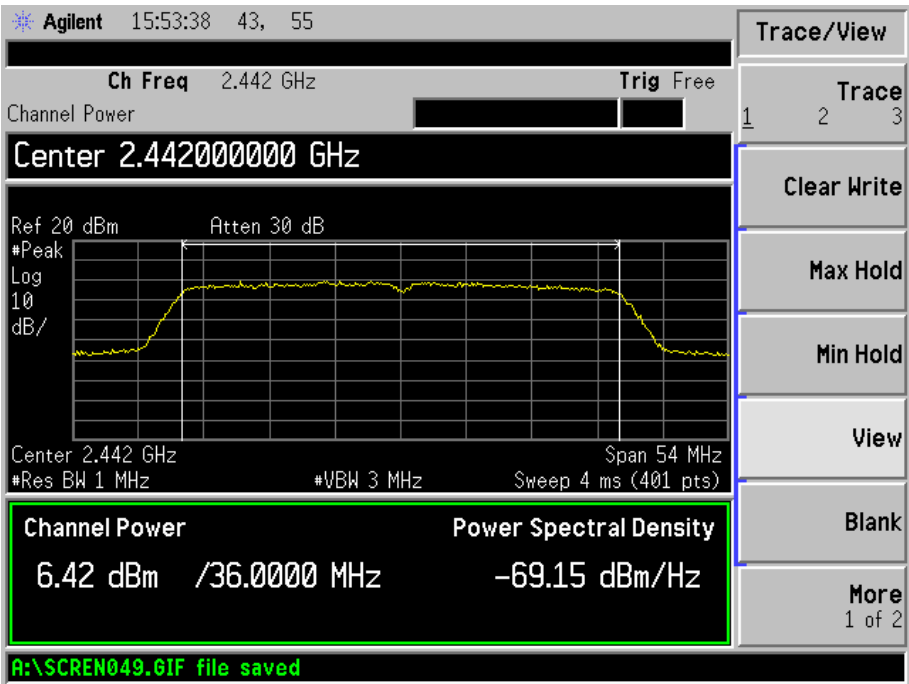 Agilent 15:53:38 43, 55
Ch Freq 2.442 GHz Trig Free
Channel Power
Center 2.442000000 GHz
Ref 20 dBm Atten 30 dB
#Peak
Log
10
dB/
Center 2.442 GHz Span 54 MHz
#Res BW 1 MHz #VBW 3 MHz Sweep 4 ms (401 pts)
Channel Power Power Spectral Density
6.42 dBm /36.0000 MHz -69.15 dBm/Hz
A:\SCREN049.GIF file saved
Trace/View
Trace
1 2 3
Clear Write
Max Hold
Min Hold
View
Blank
More
1 of 2